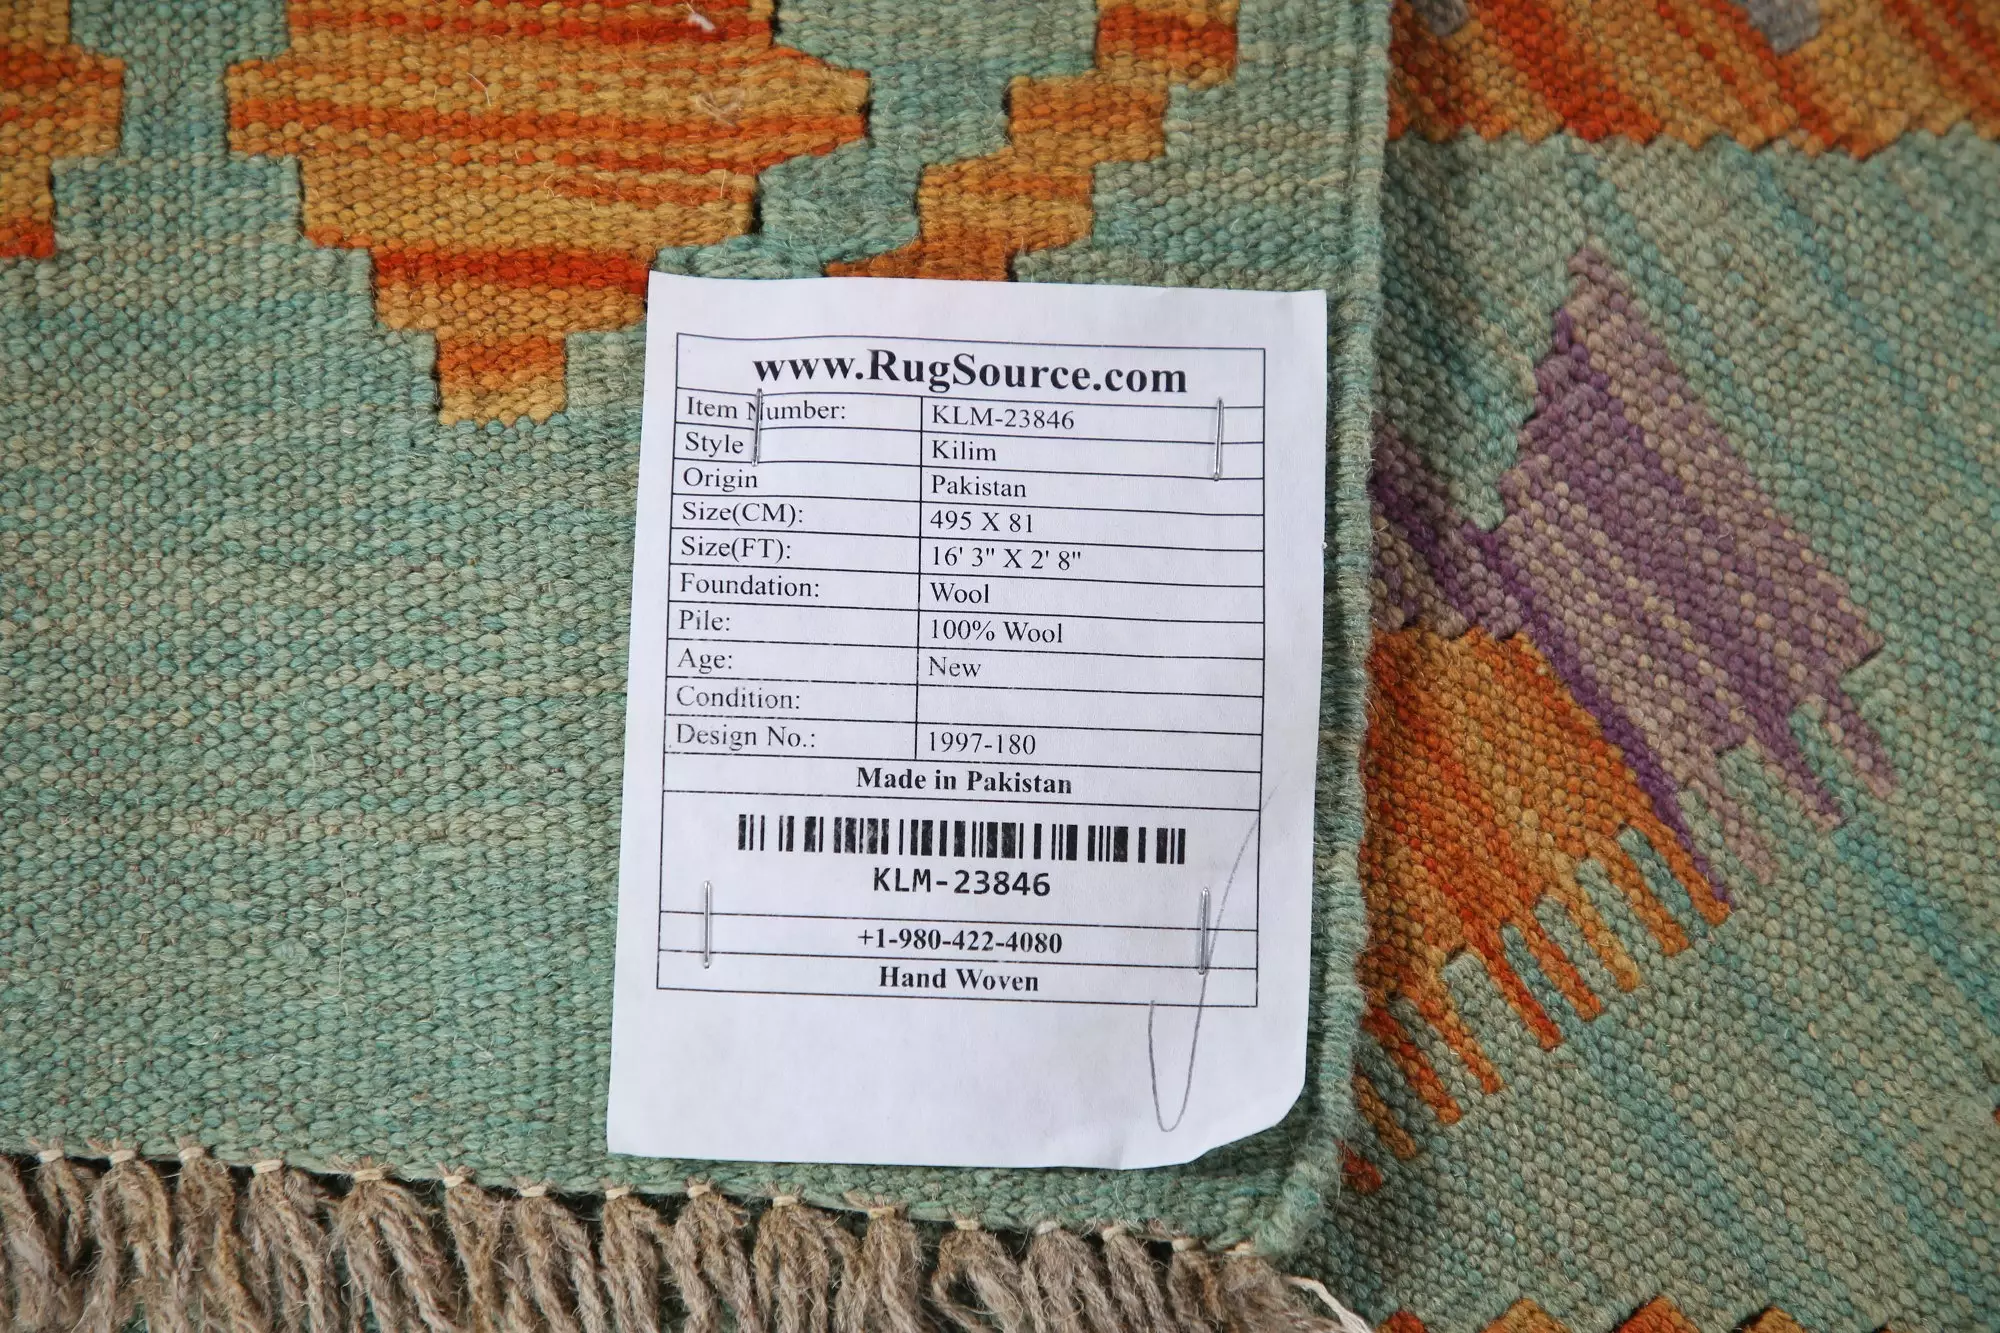 www.RugSource.com
Item Number: KLM-23846
Style Kilim
Origin Pakistan
Size(CM): 495 X 81
Size(FT): 16' 3" X 2' 8"
Foundation: Wool
Pile: 100% Wool
Age: New
Condition:
Design No.: 1997-180
Made in Pakistan
KLM-23846
+1-980-422-4080
Hand Woven